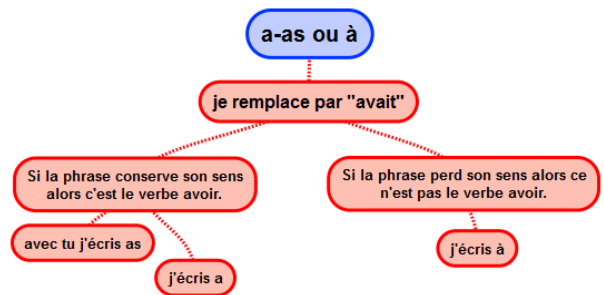 a-as ou à
je remplace par "avait"
Si la phrase conserve son sens
alors c'est le verbe avoir.
Si la phrase perd son sens alors ce
n'est pas le verbe avoir.
avec tu j'écris as
j'écris a
j'écris à